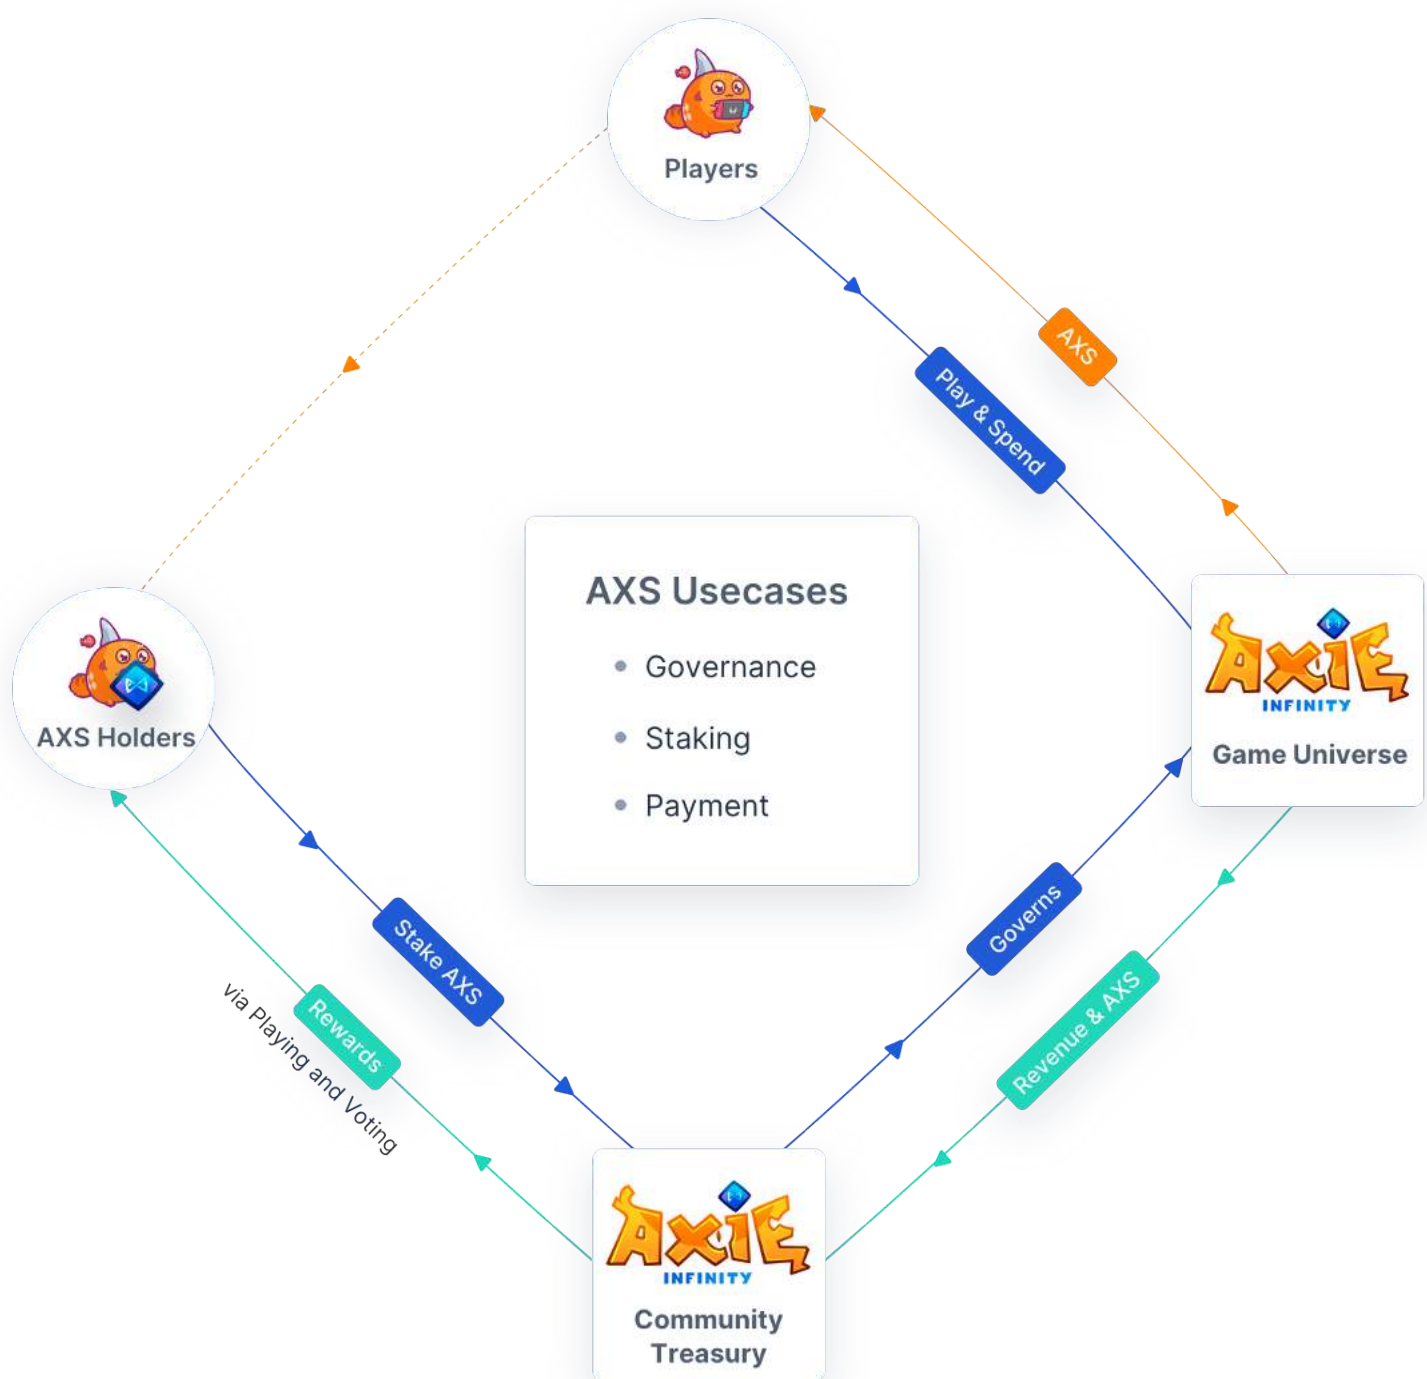 Players
AXS
Play & Spend
AXS Usecases
Governance
Staking
Payment
AXIE
INFINITY
Game Universe
AXS Holders
Stake AXS
Governs
Rewards
via Playing and Voting
Revenue & AXS
AXIE
INFINITY
Community
Treasury